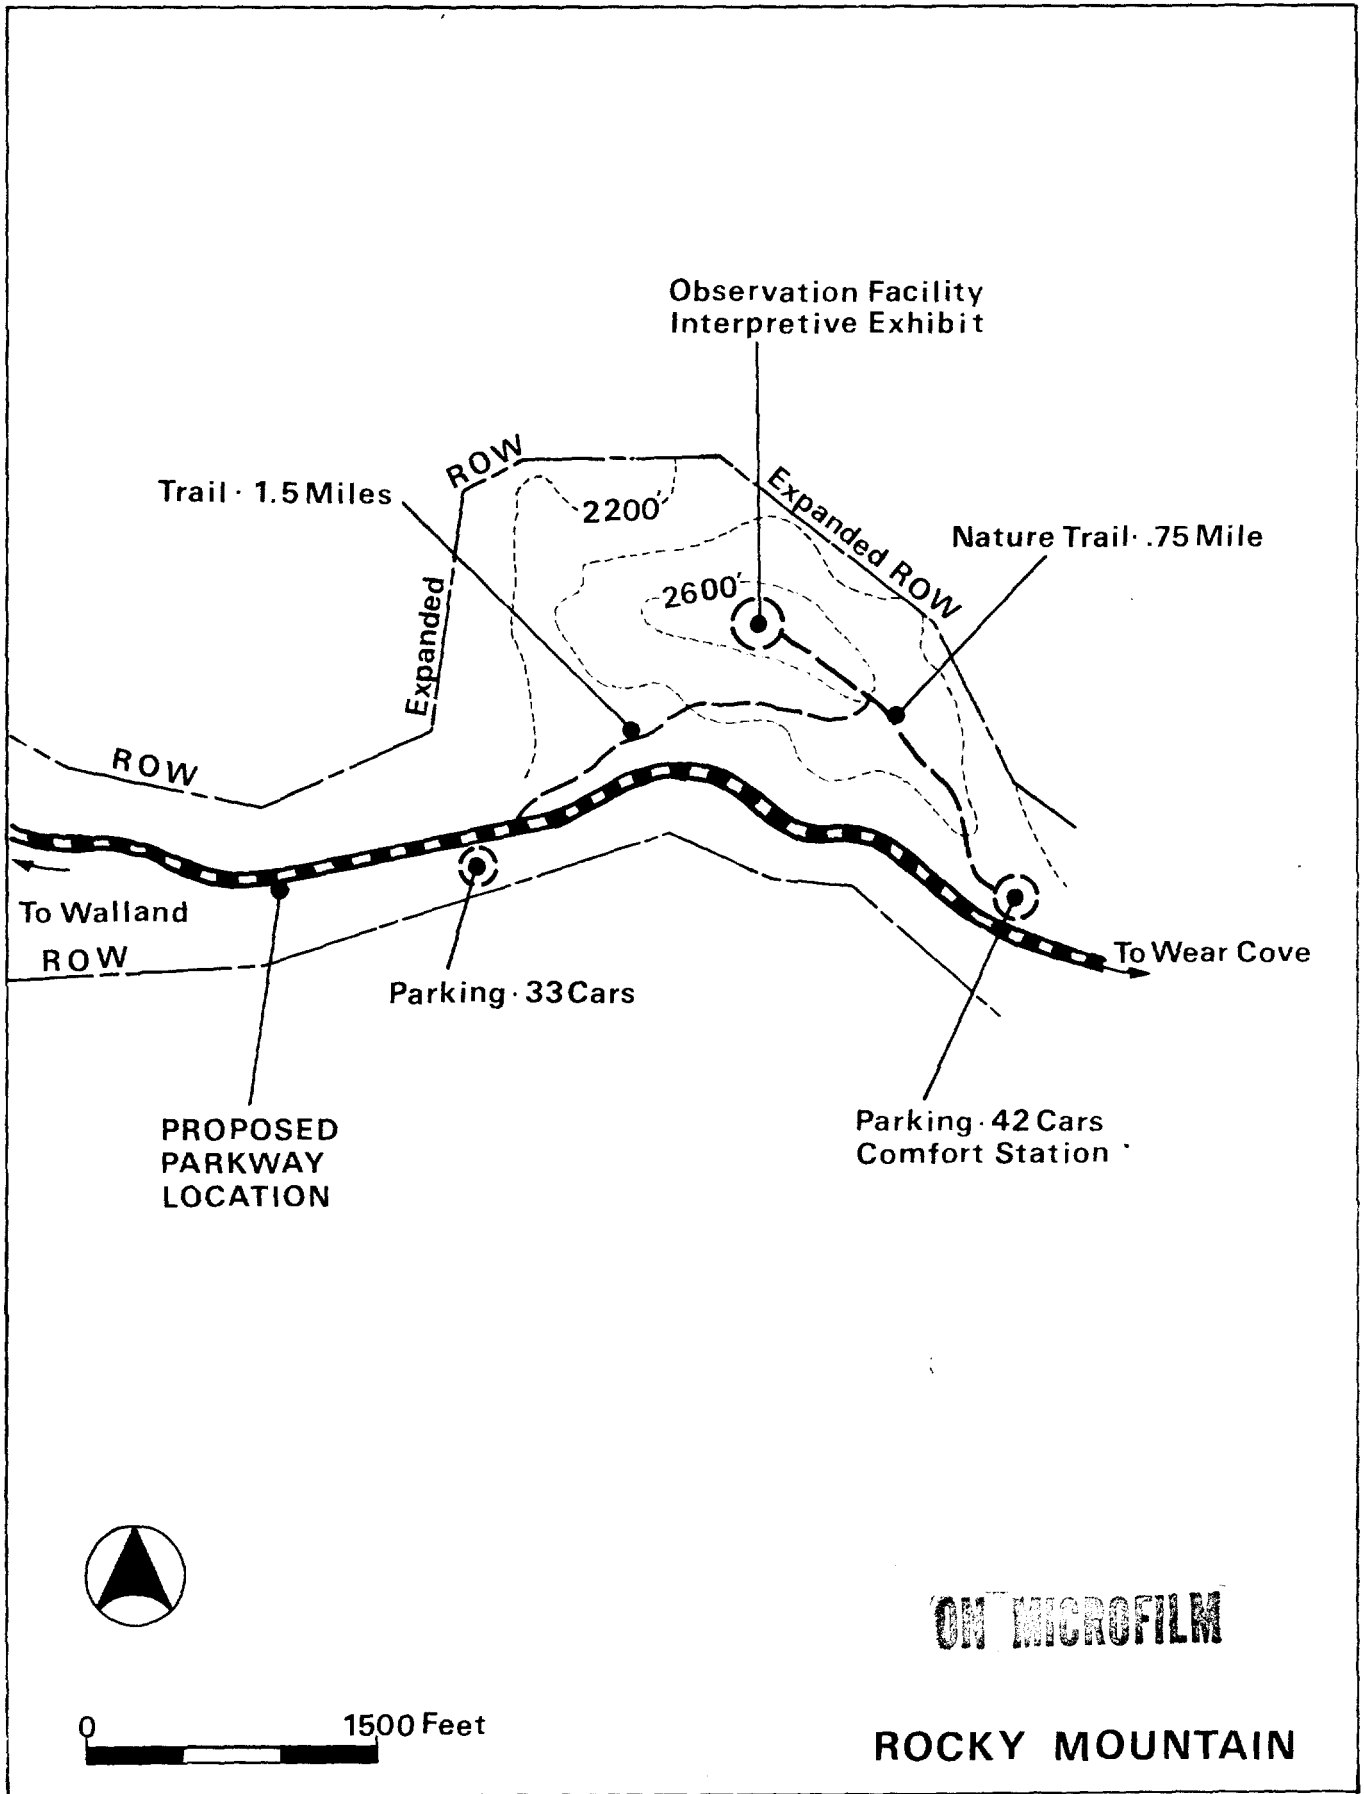 Observation Facility
Interpretive Exhibit
ROW
Trail · 1.5 Miles
2200'
Expanded ROW
Nature Trail · .75 Mile
2600'
Expanded
ROW
To Walland
ROW
To Wear Cove
Parking · 33 Cars
PROPOSED
PARKWAY
LOCATION
Parking · 42 Cars
Comfort Station
ON MICROFILM
0 1500 Feet
ROCKY MOUNTAIN